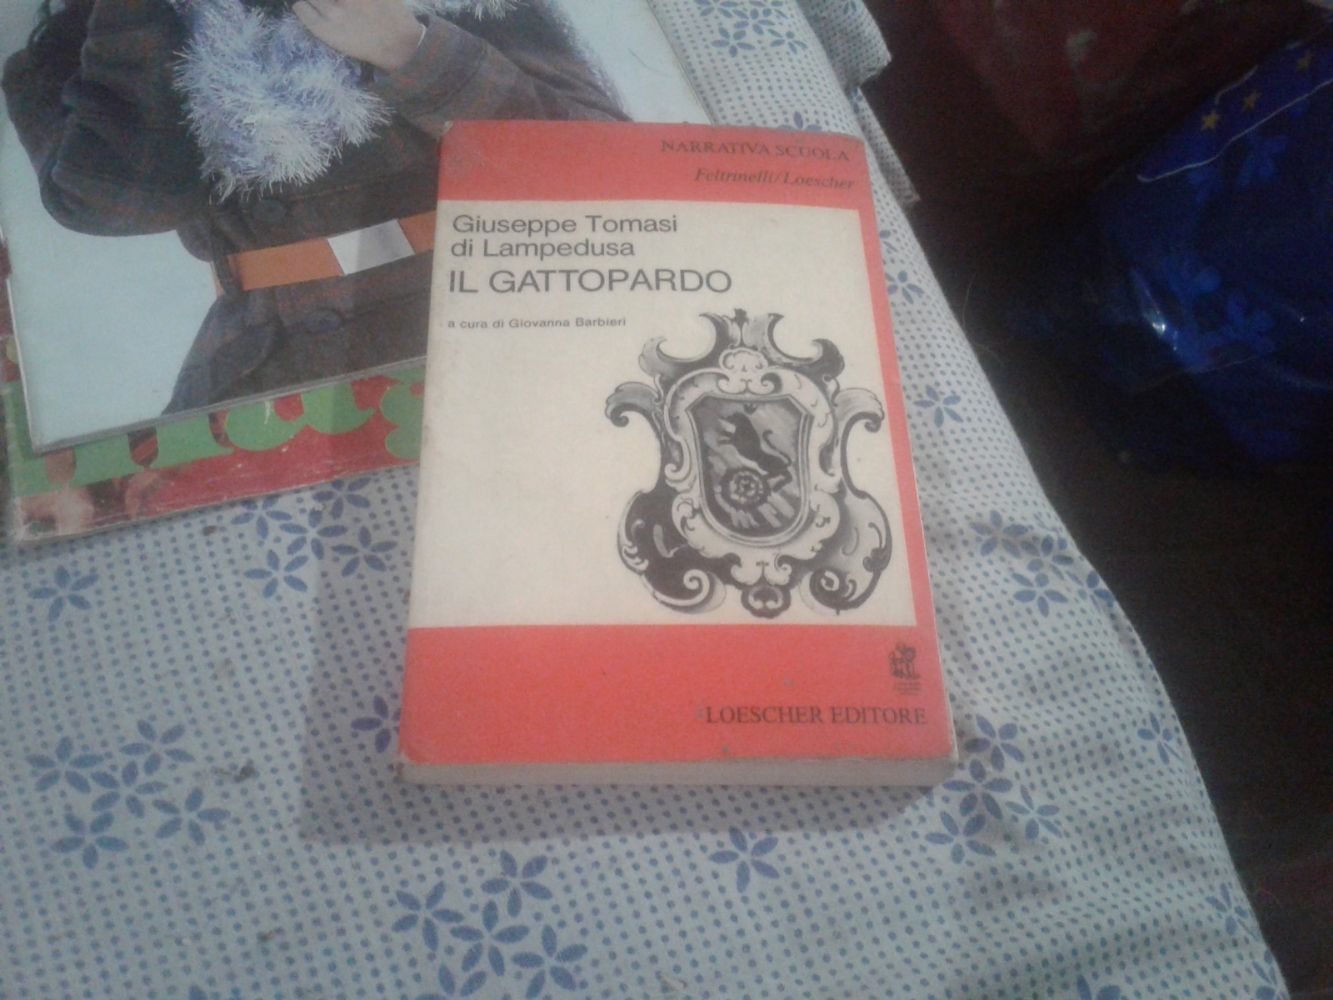 NARRATIVA SCUOLA
Feltrinelli/Loescher
Giuseppe Tomasi
di Lampedusa
IL GATTOPARDO
a cura di Giovanna Barbieri
LOESCHER EDITORE